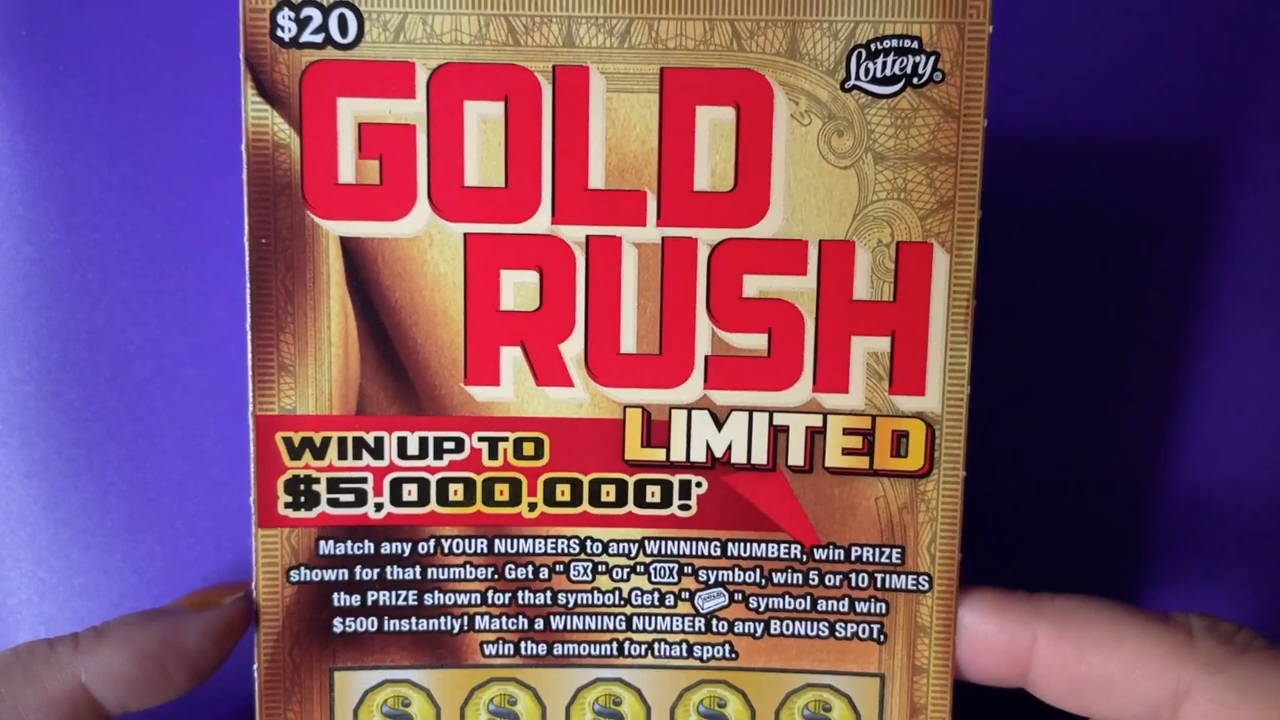 $20
FLORIDA
Lottery®
GOLD
RUSH
LIMITED
WIN UP TO
$5,000,000!*
Match any of YOUR NUMBERS to any WINNING NUMBER, win PRIZE
shown for that number. Get a "5X" or "10X" symbol, win 5 or 10 TIMES
the PRIZE shown for that symbol. Get a " " symbol and win
$500 instantly! Match a WINNING NUMBER to any BONUS SPOT,
win the amount for that spot.
$ $ $ $ $